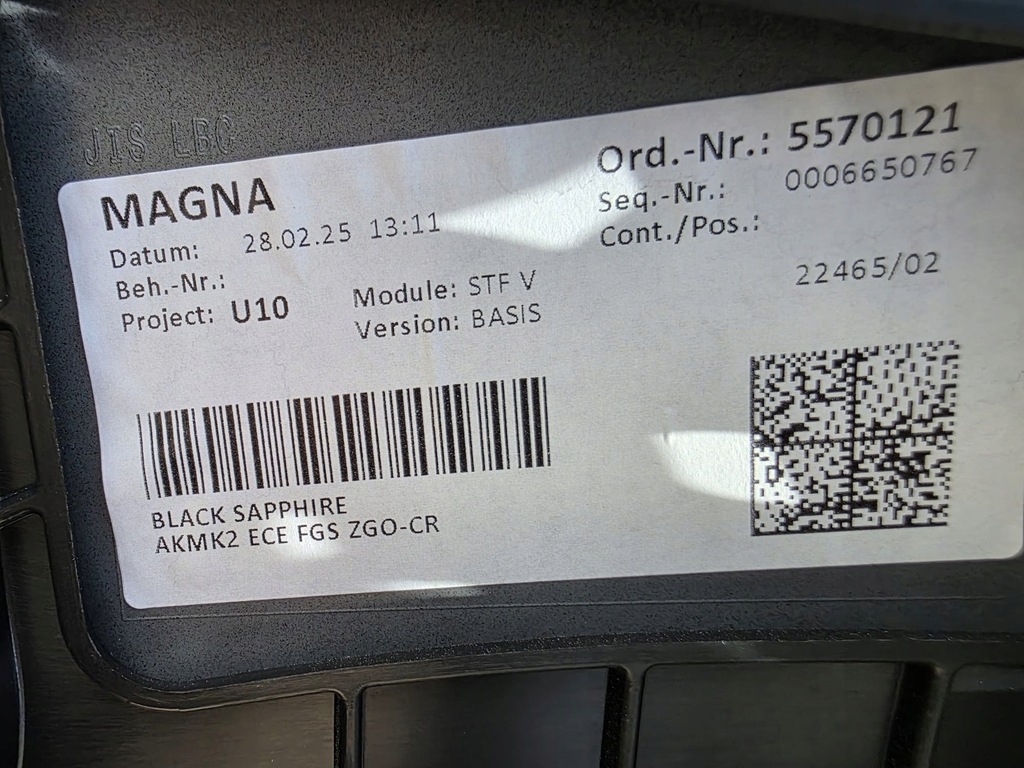 JIS LBC
MAGNA
Datum: 28.02.25 13:11
Beh.-Nr.:
Project: U10
Module: STF V
Version: BASIS
Ord.-Nr.: 5570121
Seq.-Nr.: 0006650767
Cont./Pos.:
22465/02
BLACK SAPPHIRE
AKMK2 ECE FGS ZGO-CR